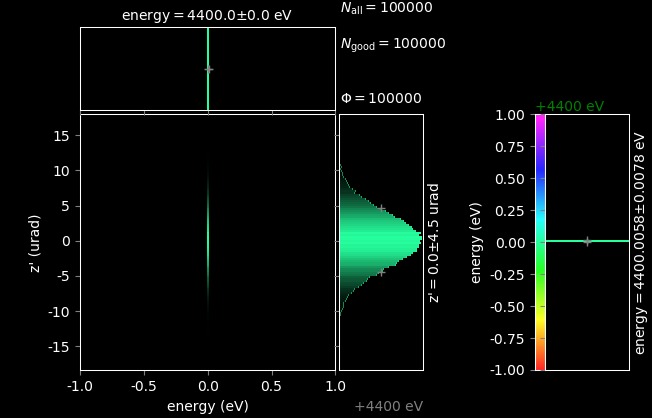 energy = 4400.0±0.0 eV
N_all = 100000
N_good = 100000
Φ = 100000
15
10
5
0
-5
-10
-15
z' (urad)
-1.0
-0.5
0.0
0.5
1.0
energy (eV)
+4400 eV
z' = 0.0±4.5 urad
+4400 eV
1.00
0.75
0.50
0.25
0.00
-0.25
-0.50
-0.75
-1.00
energy (eV)
energy = 4400.0058±0.0078 eV